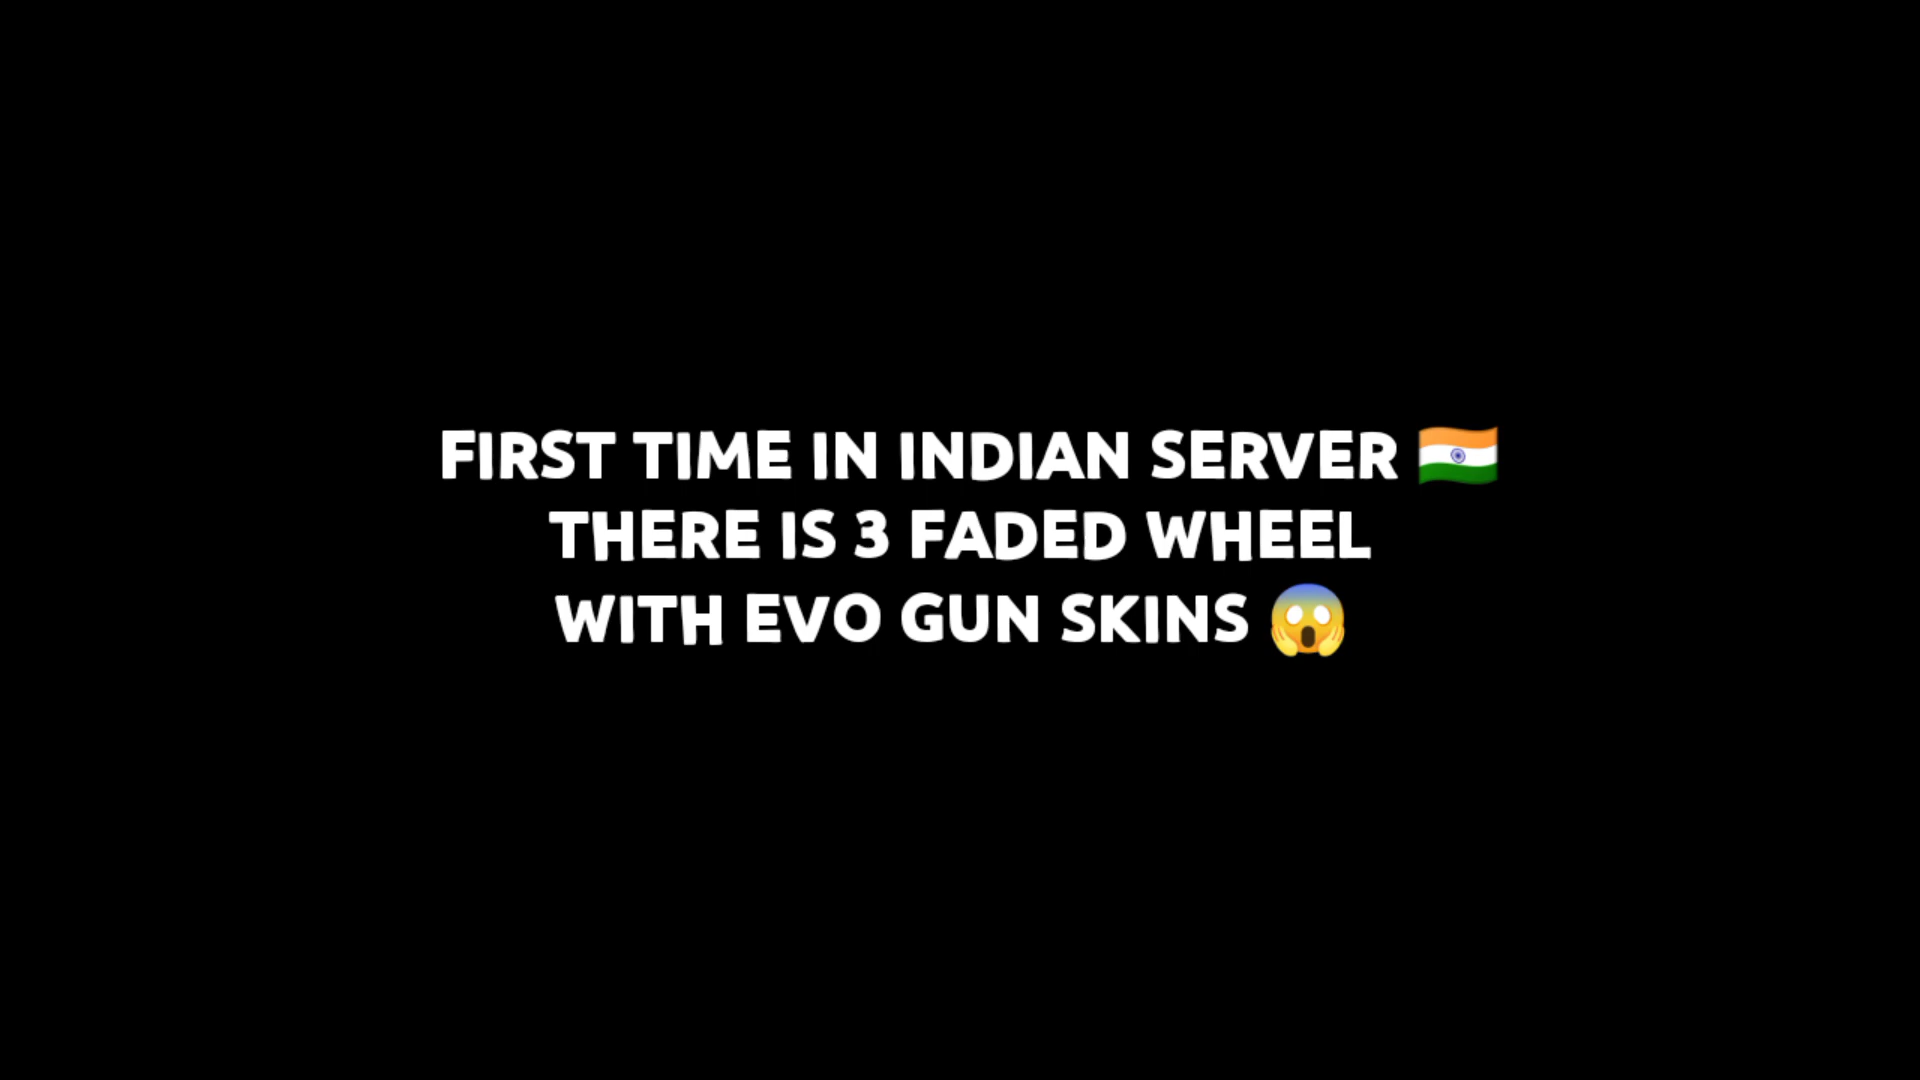 FIRST TIME IN INDIAN SERVER 🇮🇳
THERE IS 3 FADED WHEEL
WITH EVO GUN SKINS 😱